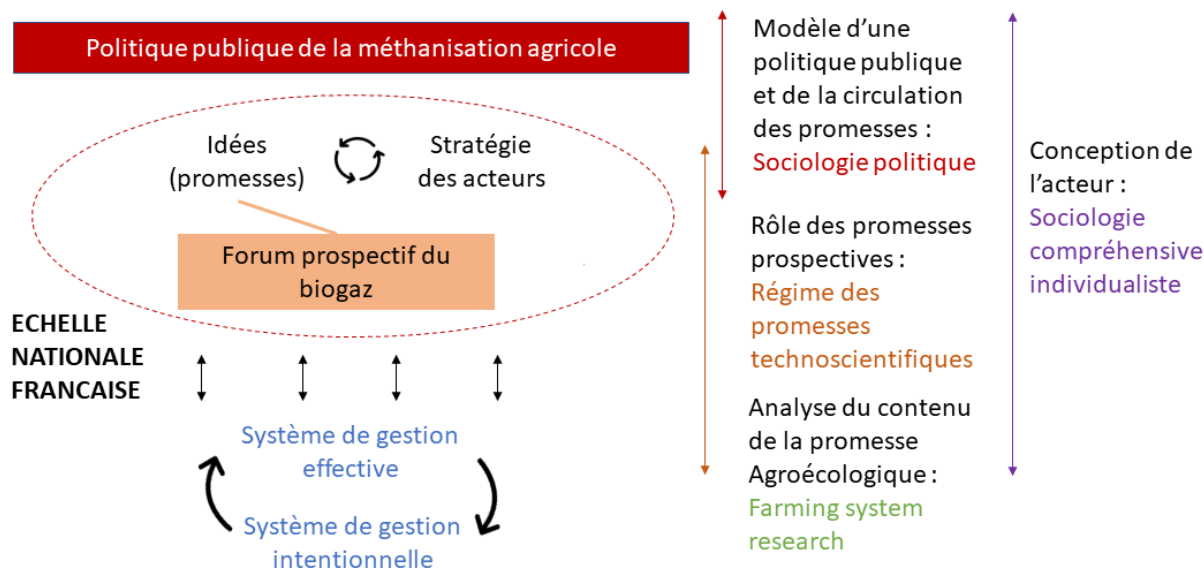 Politique publique de la méthanisation agricole
Idées
(promesses)
Stratégie
des acteurs
Forum prospectif du
biogaz
ECHELLE
NATIONALE
FRANCAISE
Système de gestion
effective
Système de gestion
intentionnelle
Modèle d’une
politique publique
et de la circulation
des promesses :
Sociologie politique
Rôle des promesses
prospectives :
Régime des
promesses
technoscientifiques
Analyse du contenu
de la promesse
Agroécologique :
Farming system
research
Conception de
l’acteur :
Sociologie
compréhensive
individualiste